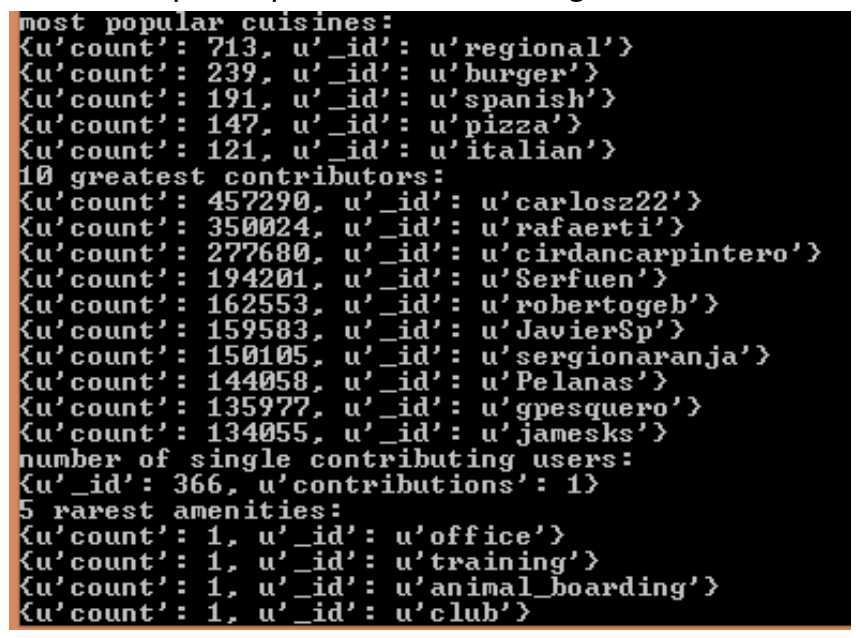 most popular cuisines:
{u'count': 713, u'_id': u'regional'}
{u'count': 239, u'_id': u'burger'}
{u'count': 191, u'_id': u'spanish'}
{u'count': 147, u'_id': u'pizza'}
{u'count': 121, u'_id': u'italian'}
10 greatest contributors:
{u'count': 457290, u'_id': u'carlosz22'}
{u'count': 350024, u'_id': u'rafaerti'}
{u'count': 277680, u'_id': u'cirdancarpintero'}
{u'count': 194201, u'_id': u'Serfuen'}
{u'count': 162553, u'_id': u'robertogeb'}
{u'count': 159583, u'_id': u'JavierSp'}
{u'count': 150105, u'_id': u'sergionaranja'}
{u'count': 144058, u'_id': u'Pelanas'}
{u'count': 135977, u'_id': u'gpesquero'}
{u'count': 134055, u'_id': u'jamesks'}
number of single contributing users:
{u'_id': 366, u'contributions': 1}
5 rarest amenities:
{u'count': 1, u'_id': u'office'}
{u'count': 1, u'_id': u'training'}
{u'count': 1, u'_id': u'animal_boarding'}
{u'count': 1, u'_id': u'club'}